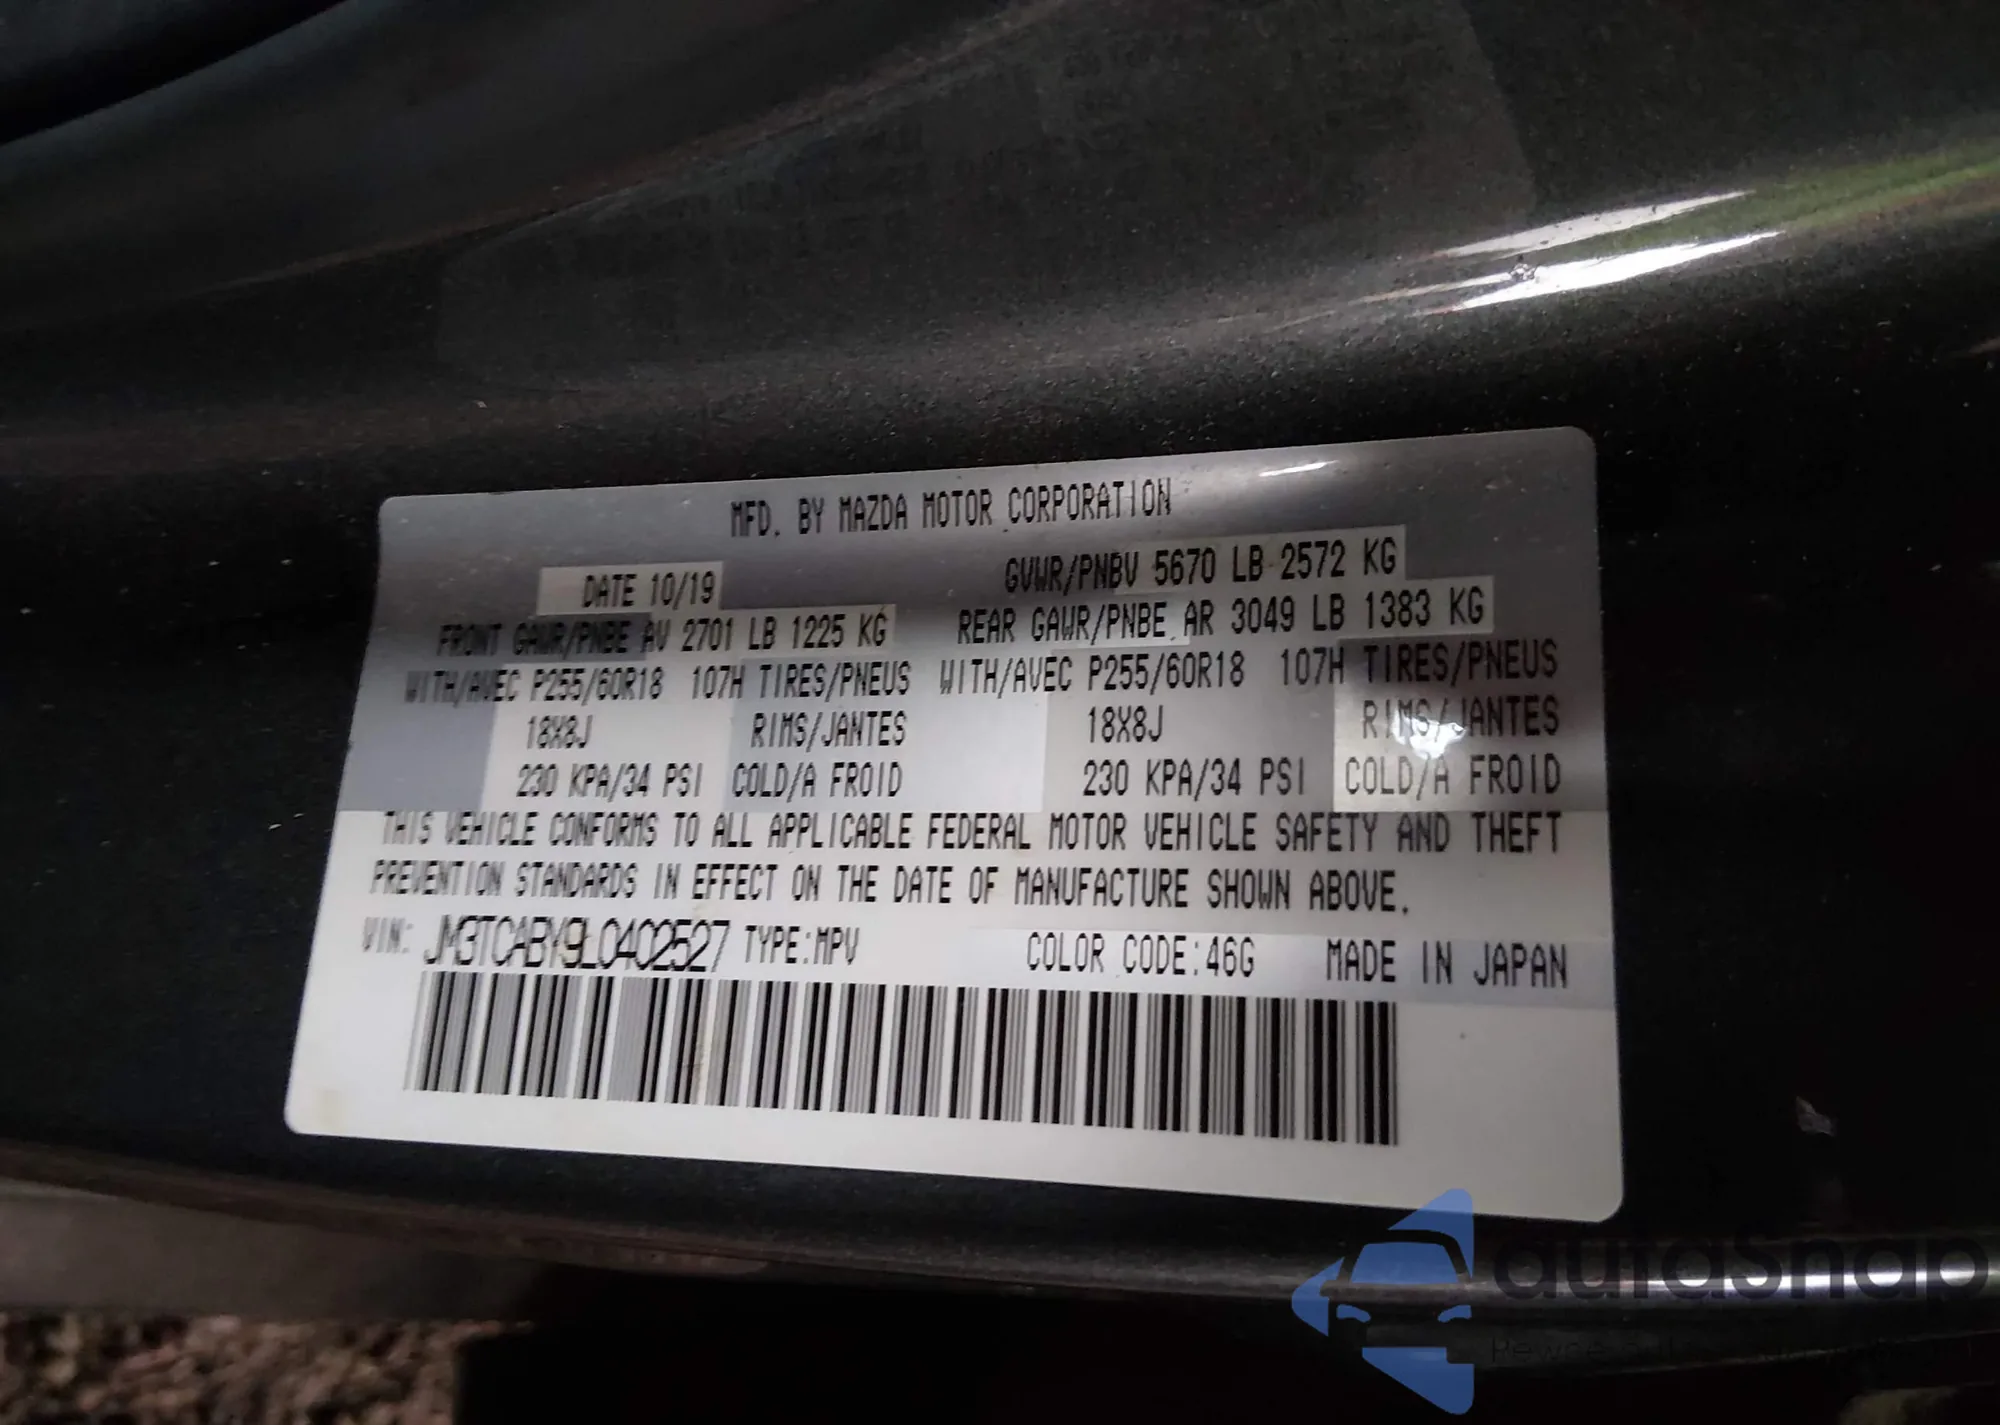 MFD. BY MAZDA MOTOR CORPORATION
DATE 10/19 GVWR/PNBV 5670 LB 2572 KG
FRONT GAWR/PNBE AV 2701 LB 1225 KG REAR GAWR/PNBE AR 3049 LB 1383 KG
WITH/AVEC P255/60R18 107H TIRES/PNEUS WITH/AVEC P255/60R18 107H TIRES/PNEUS
18X8J RIMS/JANTES 18X8J RIMS/JANTES
230 KPA/34 PSI COLD/A FROID 230 KPA/34 PSI COLD/A FROID
THIS VEHICLE CONFORMS TO ALL APPLICABLE FEDERAL MOTOR VEHICLE SAFETY AND THEFT
PREVENTION STANDARDS IN EFFECT ON THE DATE OF MANUFACTURE SHOWN ABOVE.
VIN: JM3TCABY9L0402527 TYPE:MPV COLOR CODE:46G MADE IN JAPAN
autaSnap